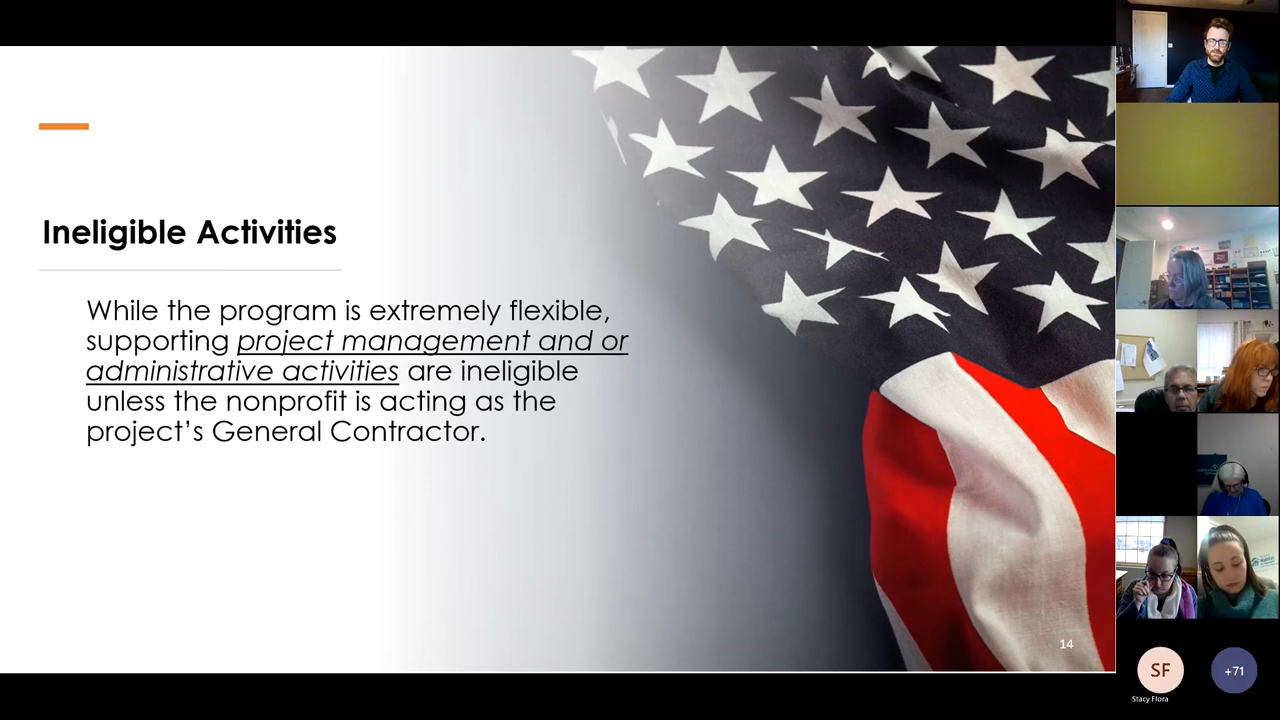 Ineligible Activities
While the program is extremely flexible,
supporting project management and or
administrative activities are ineligible
unless the nonprofit is acting as the
project’s General Contractor.
14
SF
+71
Stacy Flora